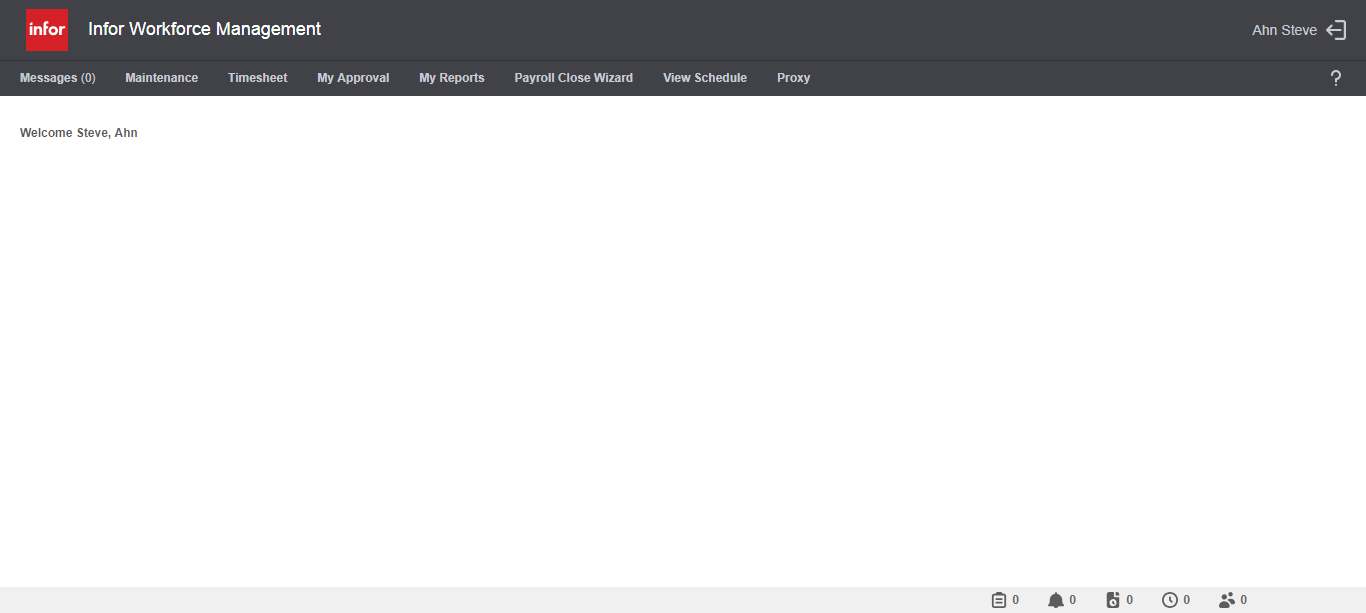 infor Infor Workforce Management Ahn Steve
Messages (0) Maintenance Timesheet My Approval My Reports Payroll Close Wizard View Schedule Proxy ?
Welcome Steve, Ahn
0 0 0 0 0